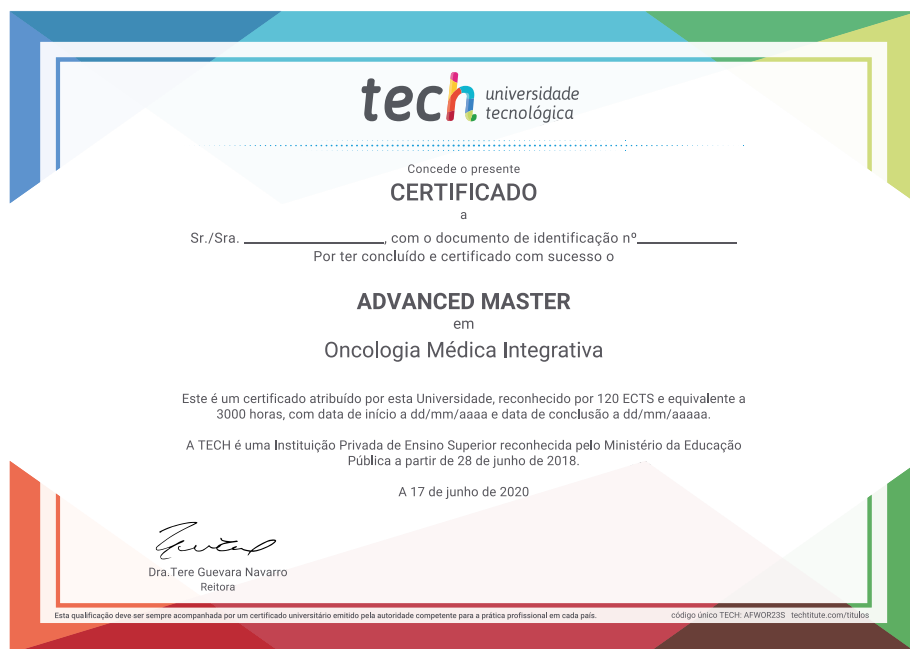 tech universidade
tecnológica
Concede o presente
CERTIFICADO
a
Sr./Sra. ________________, com o documento de identificação nº____________
Por ter concluído e certificado com sucesso o
ADVANCED MASTER
em
Oncologia Médica Integrativa
Este é um certificado atribuído por esta Universidade, reconhecido por 120 ECTS e equivalente a
3000 horas, com data de início a dd/mm/aaaa e data de conclusão a dd/mm/aaaaa.
A TECH é uma Instituição Privada de Ensino Superior reconhecida pelo Ministério da Educação
Pública a partir de 28 de junho de 2018.
A 17 de junho de 2020
Dra.Tere Guevara Navarro
Reitora
Esta qualificação deve ser sempre acompanhada por um certificado universitário emitido pela autoridade competente para a prática profissional em cada país. código único TECH: AFWOR23S techtitute.com/titulos